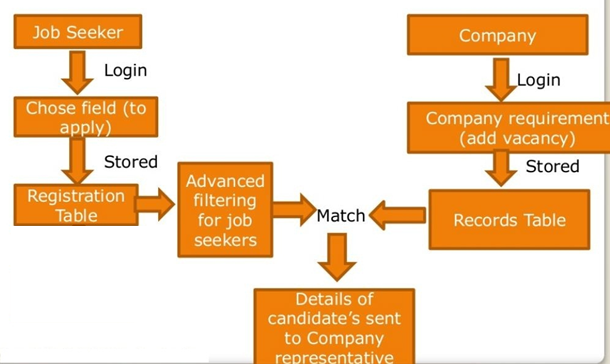 Job Seeker
Login
Chose field (to
apply)
Stored
Registration
Table
Advanced
filtering
for job
seekers
Match
Company
Login
Company requirement
(add vacancy)
Stored
Records Table
Details of
candidate's sent
to Company
representative